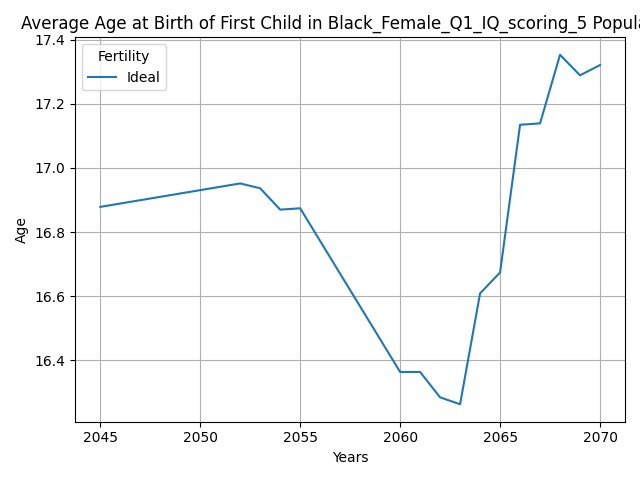 Average Age at Birth of First Child in Black_Female_Q1_IQ_scoring_5 Popula
17.4
17.2
17.0
16.8
16.6
16.4
Age
Fertility
Ideal
2045 2050 2055 2060 2065 2070
Years